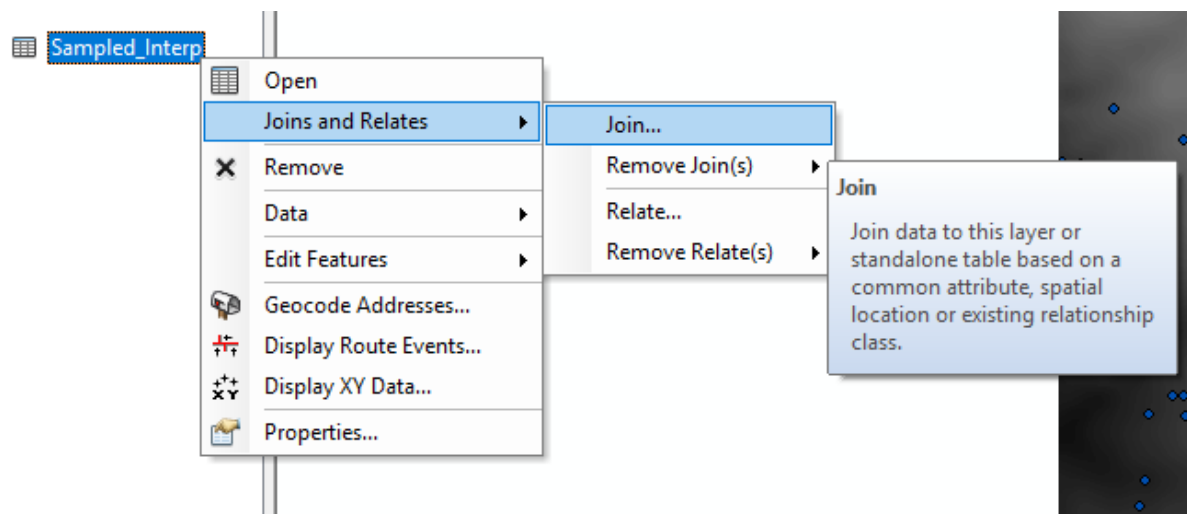 Sampled_Interp
Open
Joins and Relates
Remove
Data
Edit Features
Geocode Addresses...
Display Route Events...
Display XY Data...
Properties...
Join...
Remove Join(s)
Relate...
Remove Relate(s)
Join
Join data to this layer or
standalone table based on a
common attribute, spatial
location or existing relationship
class.